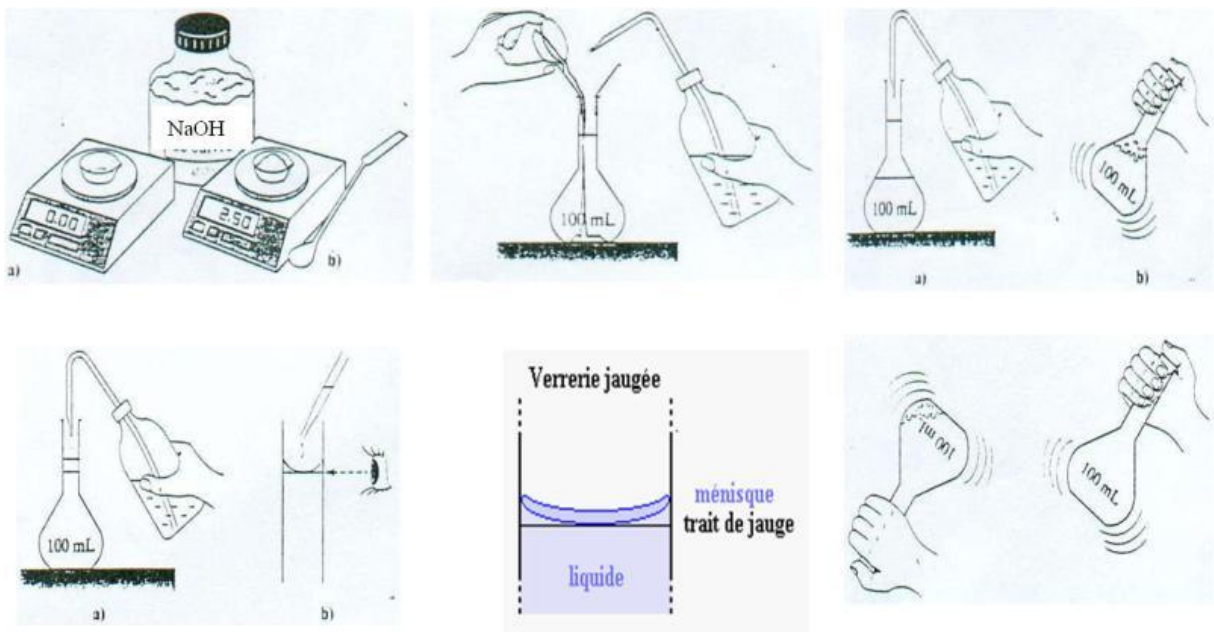 NaOH
0.00
2.50
a)
b)
100 mL
100 mL
100 mL
a)
b)
100 mL
a)
b)
Verrerie jaugée
ménisque
trait de jauge
liquide
100 ml
100 mL